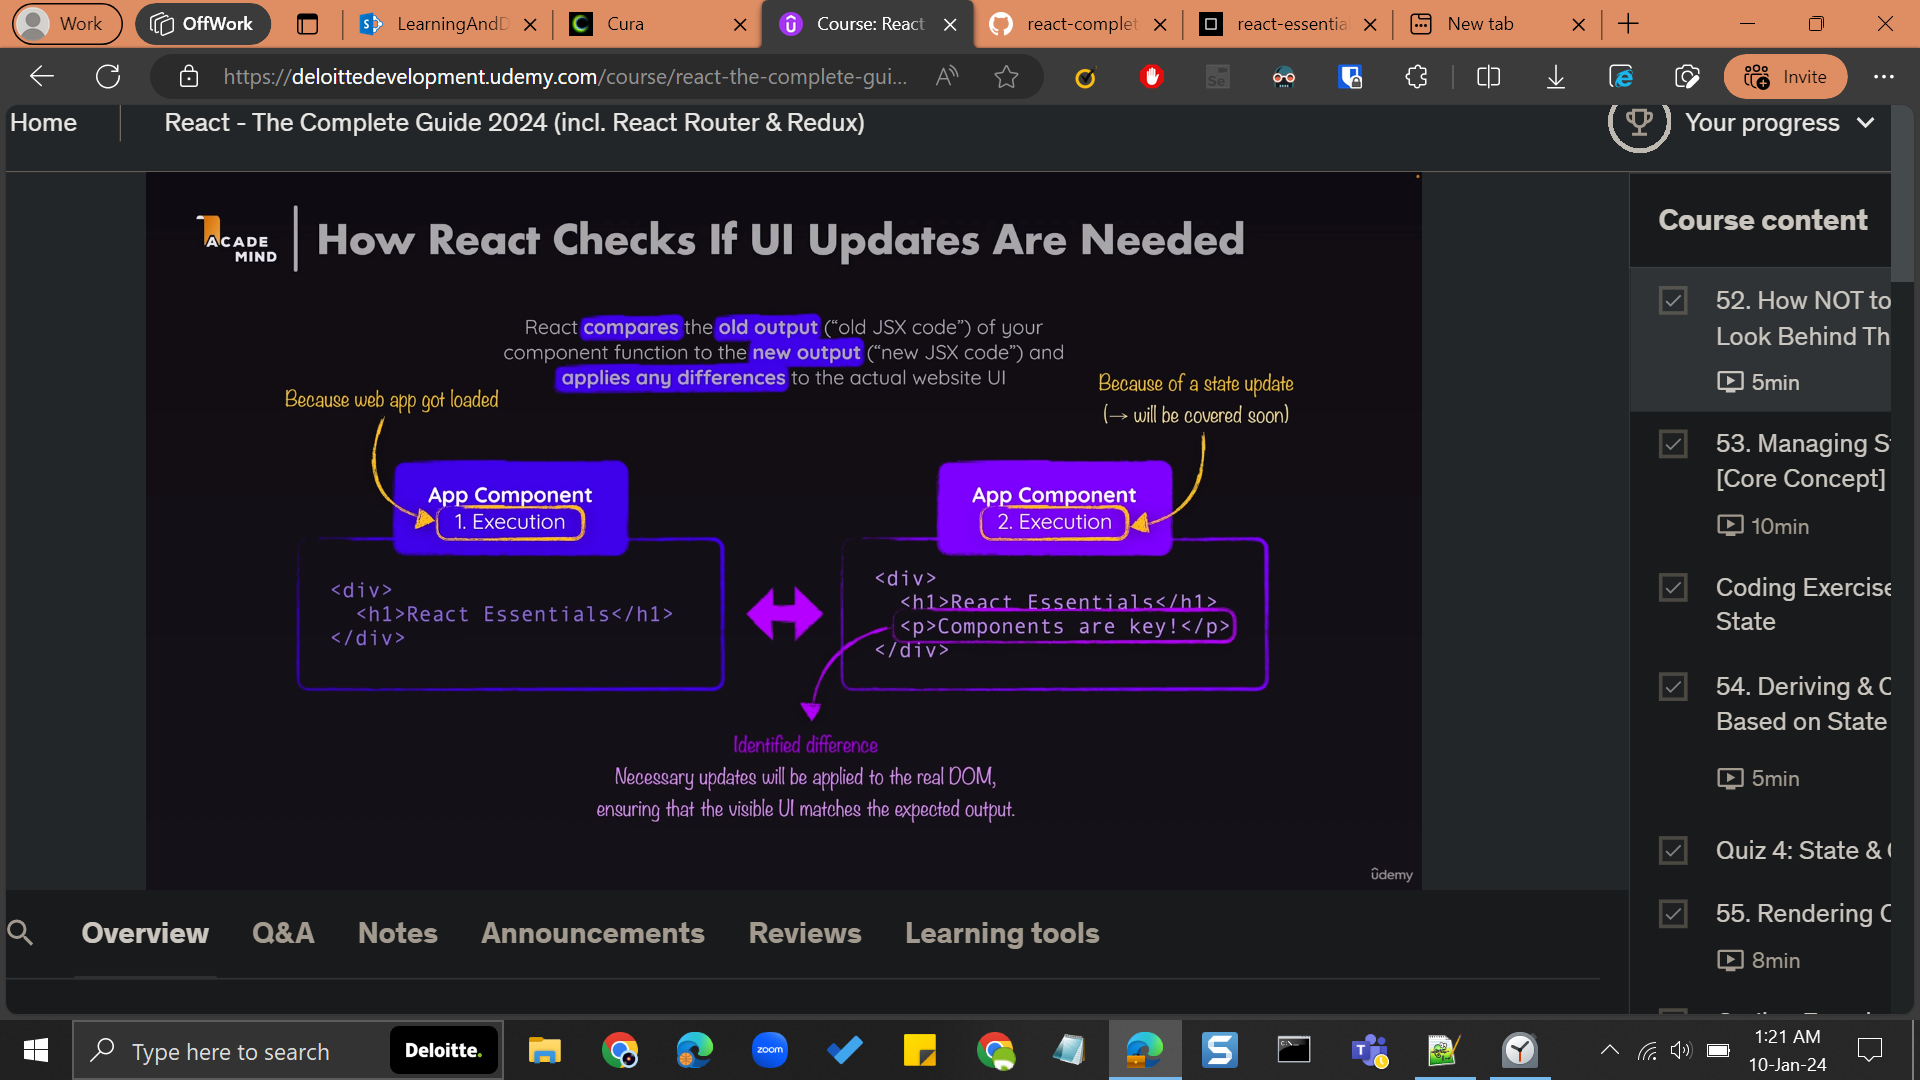 Work
OffWork
LearningAndD
Cura
Course: React
react-complet
react-essentia
New tab
https://deloittedevelopment.udemy.com/course/react-the-complete-gui...
Invite
Home
React - The Complete Guide 2024 (incl. React Router & Redux)
Your progress
ACADE
MIND
How React Checks If UI Updates Are Needed
React compares the old output (“old JSX code”) of your
component function to the new output (“new JSX code”) and
applies any differences to the actual website UI
Because web app got loaded
Because of a state update
(→ will be covered soon)
App Component
1. Execution
<div>
<h1>React Essentials</h1>
</div>
App Component
2. Execution
<div>
<h1>React Essentials</h1>
<p>Components are key!</p>
</div>
Identified difference
Necessary updates will be applied to the real DOM,
ensuring that the visible UI matches the expected output.
ûdemy
Course content
52. How NOT to
Look Behind Th
5min
53. Managing S
[Core Concept]
10min
Coding Exercise
State
54. Deriving & C
Based on State
5min
Quiz 4: State &
55. Rendering C
8min
Overview
Q&A
Notes
Announcements
Reviews
Learning tools
Type here to search
Deloitte.
zoom
1:21 AM
10-Jan-24